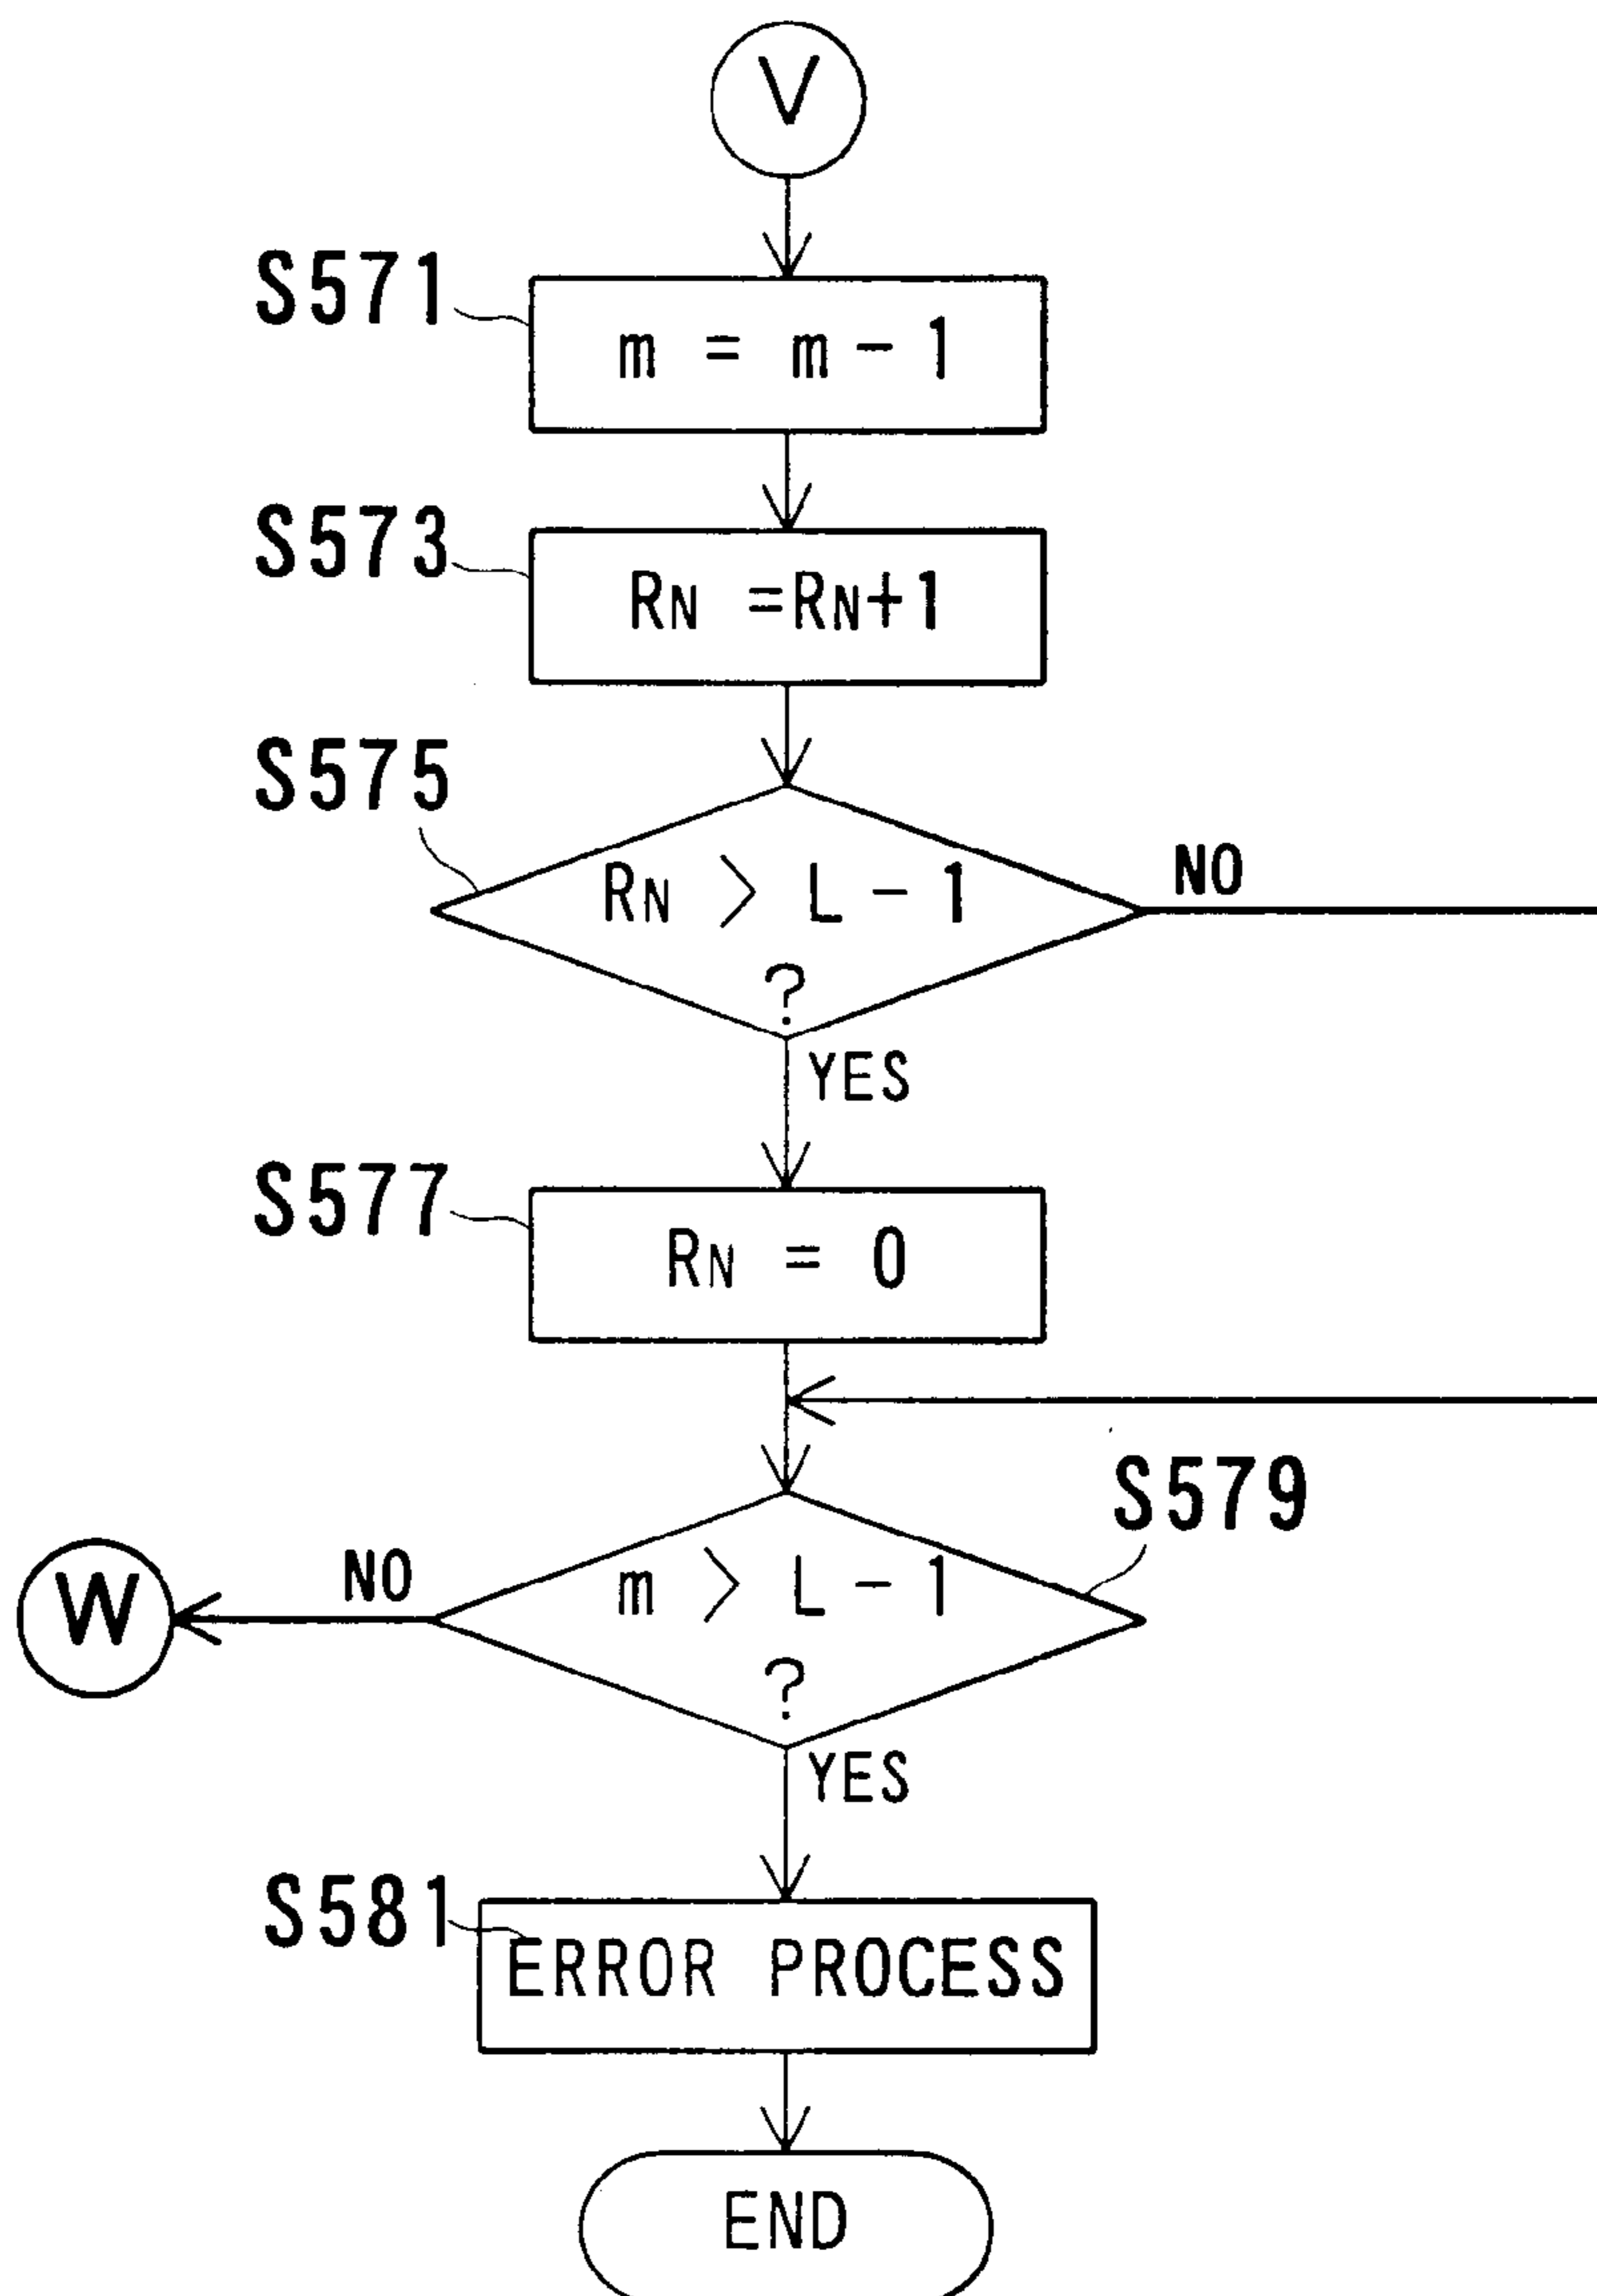 V
S571
m = m-1
S573
RN =RN+1
S575
RN > L-1
?
NO
YES
S577
RN = 0
S579
m > L-1
?
NO
W
YES
S581
ERROR PROCESS
END